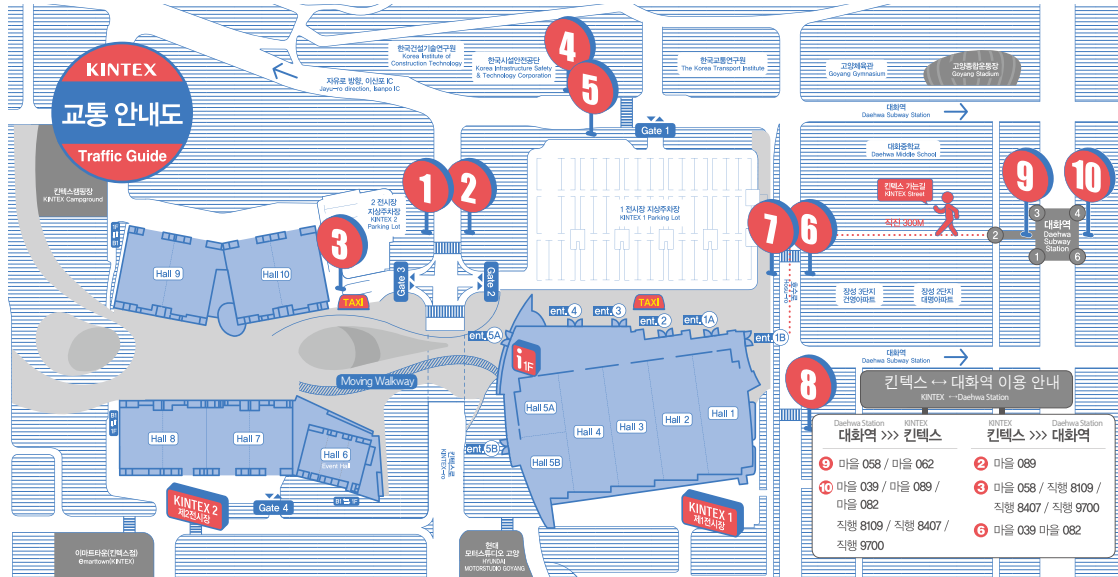 KINTEX
교통 안내도
Traffic Guide
한국건설기술연구원
Korea Institute of
Construction Technology
한국시설안전공단
Korea Infrastructure Safety
& Technology Corporation
한국교통연구원
The Korea Transport Institute
고양체육관
Goyang Gymnasium
고양종합운동장
Goyang Stadium
자유로 방향, 이산포 IC
Jayu-ro direction, Isanpo IC
4
5
대화역
Daehwa Subway Station
Gate 1
대화중학교
Daehwa Middle School
킨텍스캠핑장
KINTEX Campground
1
2
2 전시장
지상주차장
KINTEX 2
Parking Lot
1 전시장 지상주차장
KINTEX 1 Parking Lot
킨텍스 가는길
KINTEX Street
직진 300M
9
10
3
4
2
대화역
Daehwa
Subway
Station
1
6
3
7
6
1F
B1
Hall 9
Hall 10
Gate 3
Gate 2
TAXI
TAXI
장성 3단지
건영아파트
장성 2단지
대명아파트
ent. 5A
ent. 4
ent. 3
ent. 2
ent. 1A
ent. 1B
i 1F
Moving Walkway
대화역
Daehwa Subway Station
8
Hall 5A
Hall 4
Hall 3
Hall 2
Hall 1
Hall 5B
ent. 5B
B1
1F
Hall 8
Hall 7
Hall 6
Event Hall
B1
1F
킨텍스로
KINTEX-ro
KINTEX 2
제2전시장
Gate 4
KINTEX 1
제1전시장
이마트타운(킨텍스점)
emarttown(KINTEX)
현대
모터스튜디오 고양
HYUNDAI
MOTORSTUDIO GOYANG
킨텍스 ↔ 대화역 이용 안내
KINTEX ↔Daehwa Station
Daehwa Station KINTEX
대화역 >>> 킨텍스
9 마을 058 / 마을 062
10 마을 039 / 마을 089 /
마을 082
직행 8109 / 직행 8407 /
직행 9700
KINTEX Daehwa Station
킨텍스 >>> 대화역
2 마을 089
3 마을 058 / 직행 8109 /
직행 8407 / 직행 9700
6 마을 039 마을 082